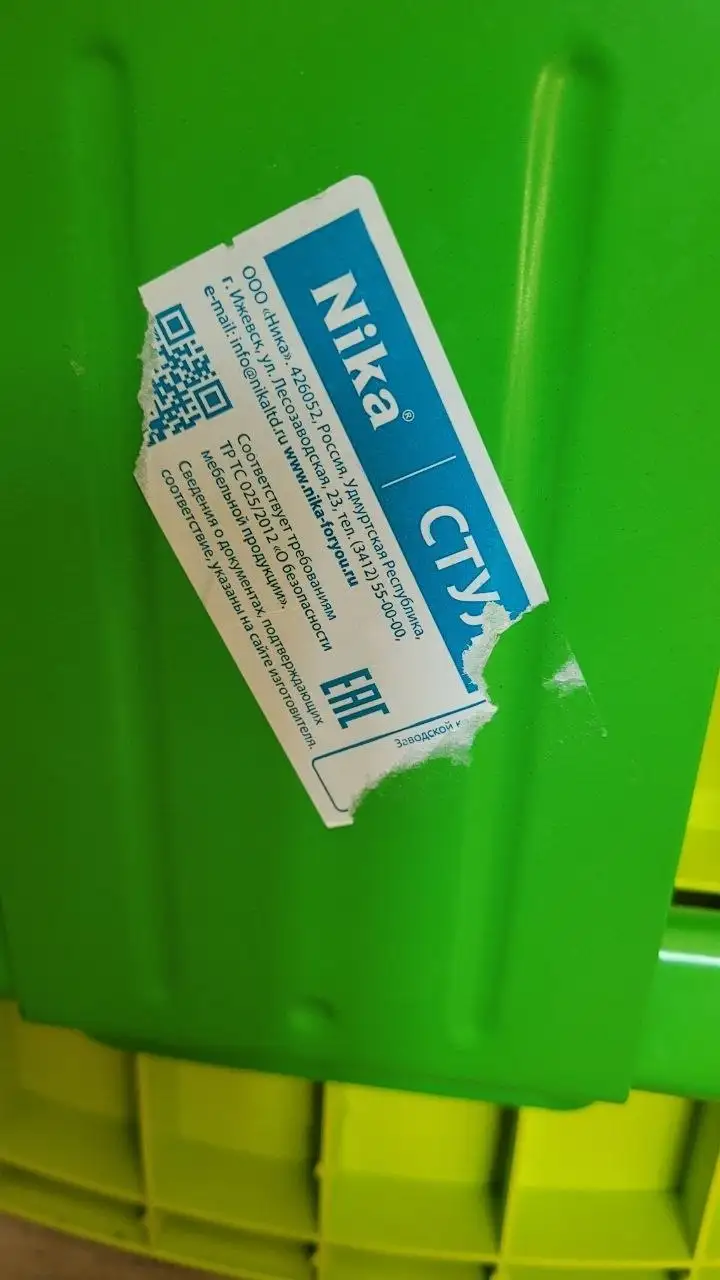 Nika®
ООО «Ника». 426052, Россия, Удмуртская Республика,
г. Ижевск, ул. Лесозаводская, 23, тел. (3412) 55-00-00,
e-mail: info@nikaltd.ru www.nika-foryou.ru
Соответствует требованиям
ТР ТС 025/2012 «О безопасности
мебельной продукции».
Сведения о документах, подтверждающих
соответствие, указаны на сайте изготовителя.
ЕАС
Заводской